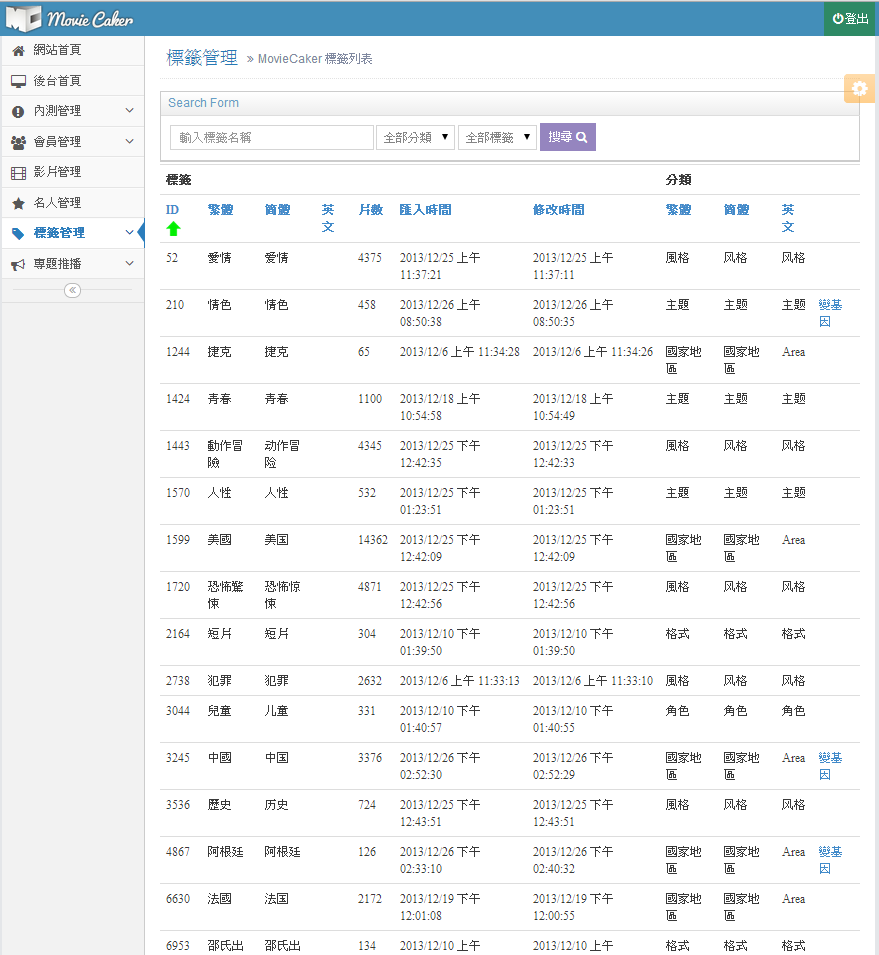 Movie Caker
登出
網站首頁
後台首頁
內測管理
會員管理
影片管理
名人管理
標籤管理
專題推播
標籤管理 » MovieCaker 標籤列表
Search Form
輸入標籤名稱 全部分類 全部標籤 搜尋
標籤 分類
ID 繁體 簡體 英 片數 匯入時間 修改時間 繁體 簡體 英
文 文
52 愛情 爱情 4375 2013/12/25 上午 2013/12/25 上午 風格 风格 风格
11:37:21 11:37:11
210 情色 情色 458 2013/12/26 上午 2013/12/26 上午 主題 主题 主题 變基
08:50:38 08:50:35 因
1244 捷克 捷克 65 2013/12/6 上午 11:34:28 2013/12/6 上午 11:34:26 國家地 國家地 Area
區 區
1424 青春 青春 1100 2013/12/18 上午 2013/12/18 上午 主題 主题 主题
10:54:58 10:54:49
1443 動作冒 动作冒 4345 2013/12/25 下午 2013/12/25 下午 風格 风格 风格
險 险 12:42:35 12:42:33
1570 人性 人性 532 2013/12/25 下午 2013/12/25 下午 主題 主题 主题
01:23:51 01:23:51
1599 美國 美国 14362 2013/12/25 下午 2013/12/25 下午 國家地 國家地 Area
12:42:09 12:42:09 區 區
1720 恐怖驚 恐怖惊 4871 2013/12/25 下午 2013/12/25 下午 風格 风格 风格
悚 悚 12:42:56 12:42:56
2164 短片 短片 304 2013/12/10 下午 2013/12/10 下午 格式 格式 格式
01:39:50 01:39:50
2738 犯罪 犯罪 2632 2013/12/6 上午 11:33:13 2013/12/6 上午 11:33:10 風格 风格 风格
3044 兒童 儿童 331 2013/12/10 下午 2013/12/10 下午 角色 角色 角色
01:40:57 01:40:55
3245 中國 中国 3376 2013/12/26 下午 2013/12/26 下午 國家地 國家地 Area 變基
02:52:30 02:52:29 區 區 因
3536 歷史 历史 724 2013/12/25 下午 2013/12/25 下午 風格 风格 风格
12:43:51 12:43:51
4867 阿根廷 阿根廷 126 2013/12/26 下午 2013/12/26 下午 國家地 國家地 Area 變基
02:33:10 02:40:32 區 區 因
6630 法國 法国 2172 2013/12/19 下午 2013/12/19 下午 國家地 國家地 Area
12:01:08 12:00:55 區 區
6953 邵氏出 邵氏出 134 2013/12/10 上午 2013/12/10 上午 格式 格式 格式